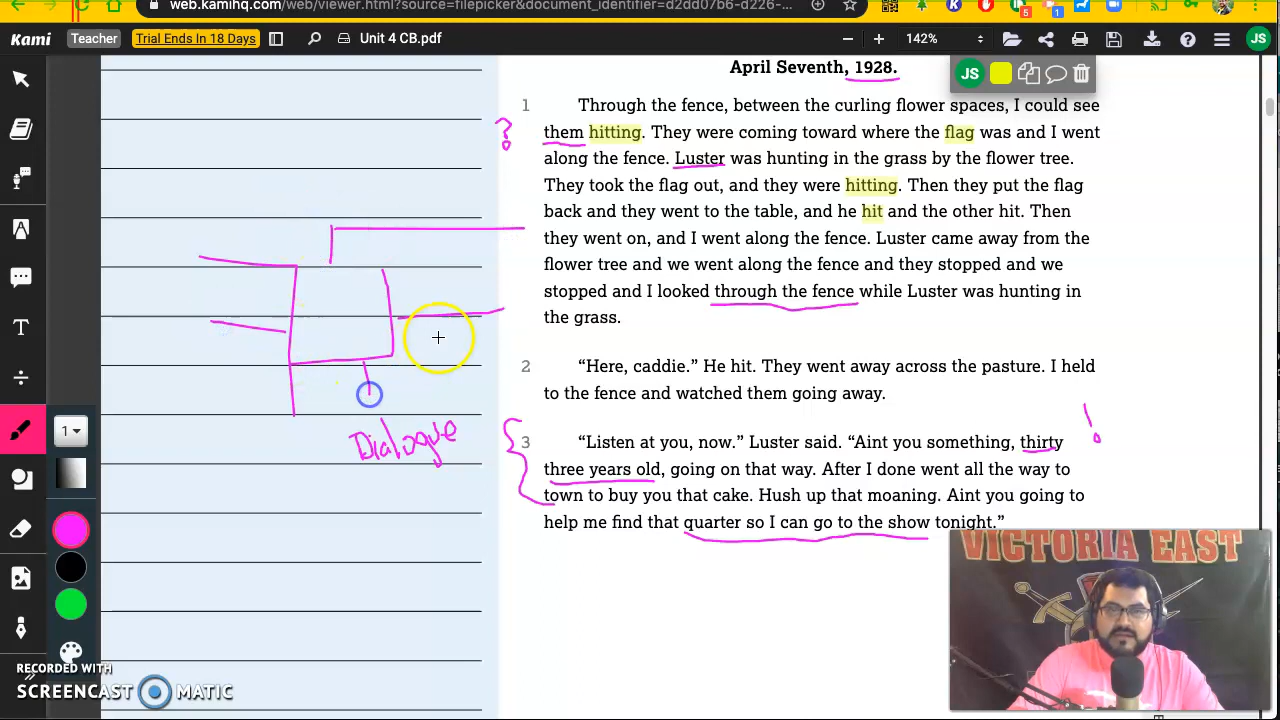 web.kamihq.com/web/viewer.html?source=filepicker&document_identifier=d2dd07b6-d226-
5
1
Kami
Teacher
Trial Ends In 18 Days
Unit 4 CB.pdf
142%
JS
JS
April Seventh, 1928.
1
Through the fence, between the curling flower spaces, I could see
?
them hitting. They were coming toward where the flag was and I went
along the fence. Luster was hunting in the grass by the flower tree.
They took the flag out, and they were hitting. Then they put the flag
back and they went to the table, and he hit and the other hit. Then
they went on, and I went along the fence. Luster came away from the
flower tree and we went along the fence and they stopped and we
stopped and I looked through the fence while Luster was hunting in
the grass.
2
“Here, caddie.” He hit. They went away across the pasture. I held
to the fence and watched them going away.
Dialogue
3
“Listen at you, now.” Luster said. “Aint you something, thirty
!
three years old, going on that way. After I done went all the way to
town to buy you that cake. Hush up that moaning. Aint you going to
help me find that quarter so I can go to the show tonight.”
1
VICTORIA EAST
RECORDED WITH
SCREENCAST MATIC